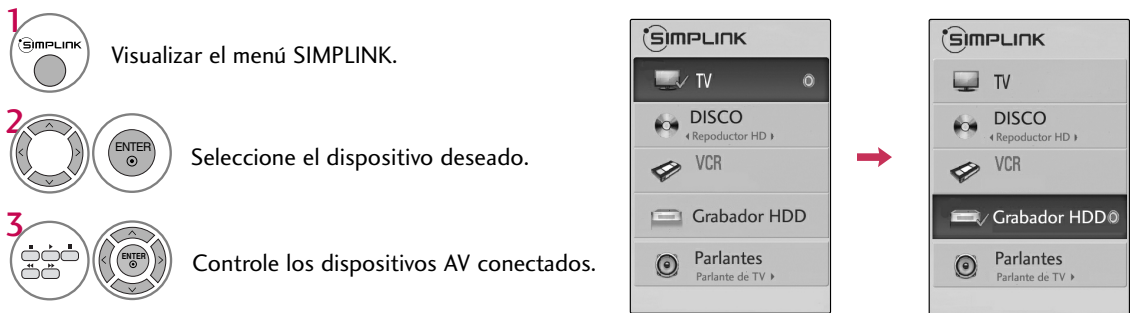 1
SIMPLINK
Visualizar el menú SIMPLINK.
2
ENTER
Seleccione el dispositivo deseado.
3
ENTER
Controle los dispositivos AV conectados.
SIMPLINK
TV
DISCO
Repoductor HD
VCR
Grabador HDD
Parlantes
Parlante de TV
SIMPLINK
TV
DISCO
Repoductor HD
VCR
Grabador HDD
Parlantes
Parlante de TV